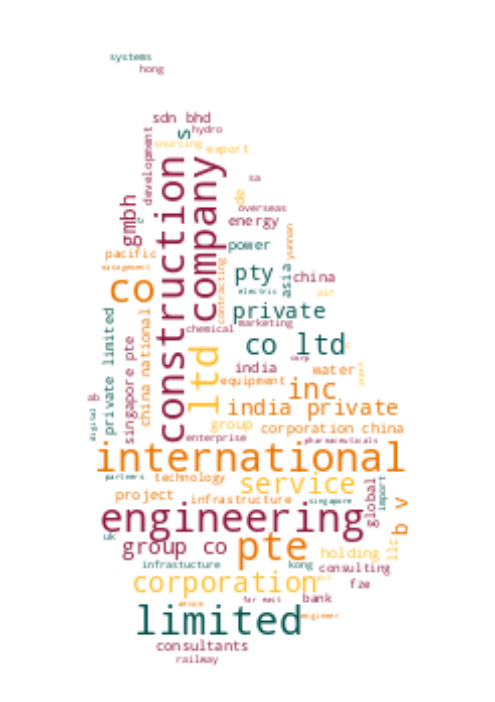 systems
hong
sdn bhd
hydro
s
sourcing
export
development
construction
company
sa
de
gmbh
overseas
energy
yunnan
pacific
power
management
co
contracting
pty
asia
china
electric
air
private
chemical
marketing
private limited
singapore pte
china national
ltd
co ltd
corp
india
water
equipment
inc
india private
group
corporation china
enterprise
pharmaceuticals
ab
digital
international
partners
technology
service
project
infrastructure
singapore
global
import
b v
engineering
uk
group co
pte
holding
llc
infrastucture
kong
consulting
corporation
fze
far east
bank
limited
engineer
consultants
railway